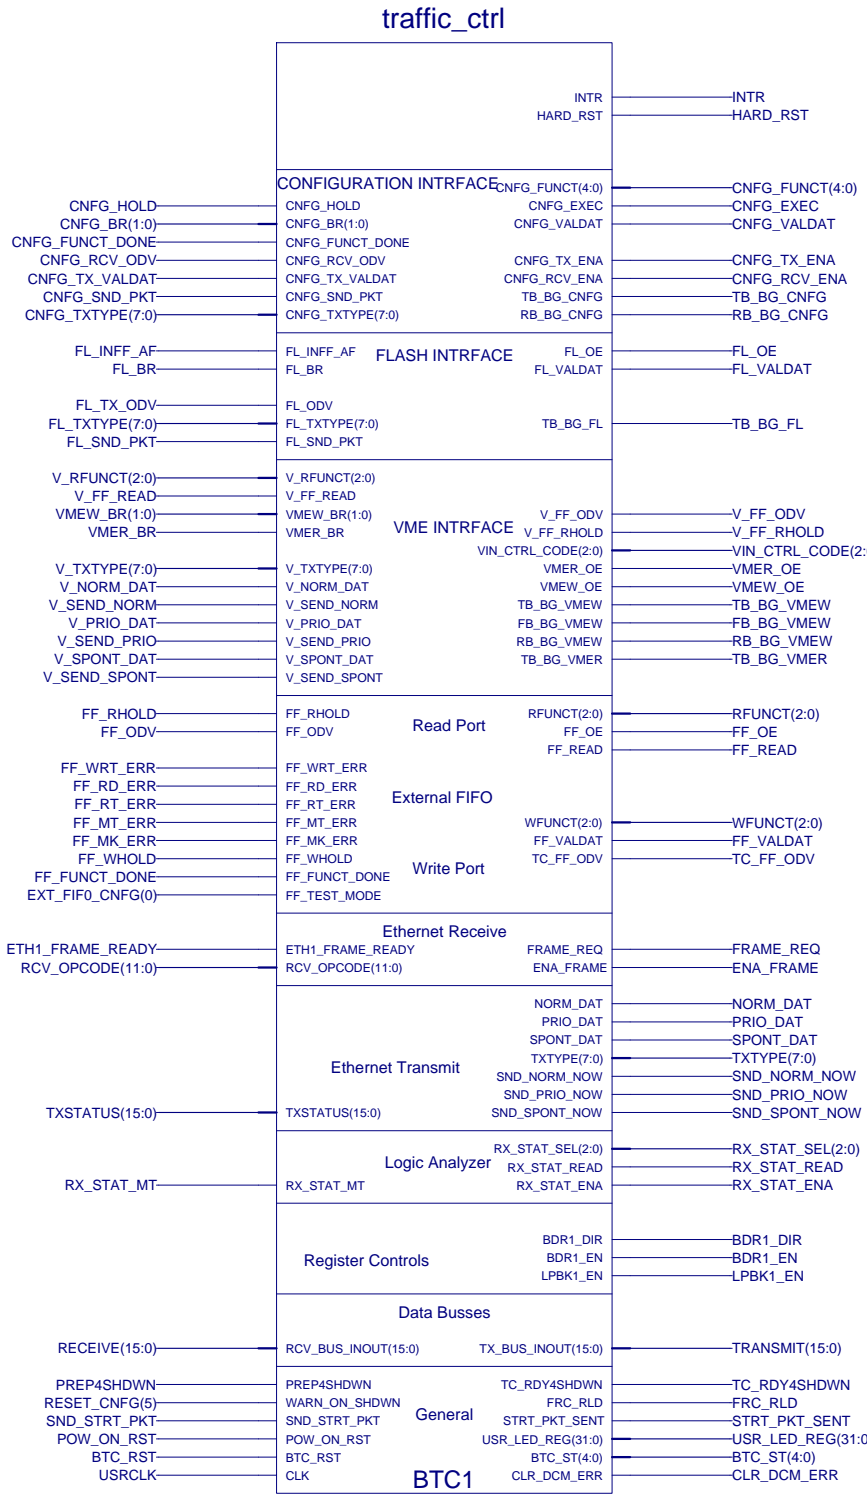 traffic_ctrl
INTR INTR
HARD_RST HARD_RST
CONFIGURATION INTRFACE CNFG_FUNCT(4:0) CNFG_FUNCT(4:0)
CNFG_HOLD CNFG_HOLD CNFG_EXEC CNFG_EXEC
CNFG_BR(1:0) CNFG_BR(1:0) CNFG_VALDAT CNFG_VALDAT
CNFG_FUNCT_DONE CNFG_FUNCT_DONE
CNFG_RCV_ODV CNFG_RCV_ODV CNFG_TX_ENA CNFG_TX_ENA
CNFG_TX_VALDAT CNFG_TX_VALDAT CNFG_RCV_ENA CNFG_RCV_ENA
CNFG_SND_PKT CNFG_SND_PKT TB_BG_CNFG TB_BG_CNFG
CNFG_TXTYPE(7:0) CNFG_TXTYPE(7:0) RB_BG_CNFG RB_BG_CNFG
FL_INFF_AF FL_INFF_AF FLASH INTRFACE FL_OE FL_OE
FL_BR FL_BR FL_VALDAT FL_VALDAT
FL_TX_ODV FL_ODV
FL_TXTYPE(7:0) FL_TXTYPE(7:0) TB_BG_FL TB_BG_FL
FL_SND_PKT FL_SND_PKT
V_RFUNCT(2:0) V_RFUNCT(2:0)
V_FF_READ V_FF_READ
VMEW_BR(1:0) VMEW_BR(1:0) V_FF_ODV V_FF_ODV
VMER_BR VMER_BR VME INTRFACE V_FF_RHOLD V_FF_RHOLD
VIN_CTRL_CODE(2:0) VIN_CTRL_CODE(2:
V_TXTYPE(7:0) V_TXTYPE(7:0) VMER_OE VMER_OE
V_NORM_DAT V_NORM_DAT VMEW_OE VMEW_OE
V_SEND_NORM V_SEND_NORM TB_BG_VMEW TB_BG_VMEW
V_PRIO_DAT V_PRIO_DAT FB_BG_VMEW FB_BG_VMEW
V_SEND_PRIO V_SEND_PRIO RB_BG_VMEW RB_BG_VMEW
V_SPONT_DAT V_SPONT_DAT TB_BG_VMER TB_BG_VMER
V_SEND_SPONT V_SEND_SPONT
FF_RHOLD FF_RHOLD Read Port RFUNCT(2:0) RFUNCT(2:0)
FF_ODV FF_ODV FF_OE FF_OE
FF_READ FF_READ
FF_WRT_ERR FF_WRT_ERR
FF_RD_ERR FF_RD_ERR External FIFO
FF_RT_ERR FF_RT_ERR
FF_MT_ERR FF_MT_ERR WFUNCT(2:0) WFUNCT(2:0)
FF_MK_ERR FF_MK_ERR FF_VALDAT FF_VALDAT
FF_WHOLD FF_WHOLD Write Port TC_FF_ODV TC_FF_ODV
FF_FUNCT_DONE FF_FUNCT_DONE
EXT_FIF0_CNFG(0) FF_TEST_MODE
Ethernet Receive
ETH1_FRAME_READY ETH1_FRAME_READY FRAME_REQ FRAME_REQ
RCV_OPCODE(11:0) RCV_OPCODE(11:0) ENA_FRAME ENA_FRAME
NORM_DAT NORM_DAT
PRIO_DAT PRIO_DAT
SPONT_DAT SPONT_DAT
Ethernet Transmit TXTYPE(7:0) TXTYPE(7:0)
SND_NORM_NOW SND_NORM_NOW
SND_PRIO_NOW SND_PRIO_NOW
TXSTATUS(15:0) TXSTATUS(15:0) SND_SPONT_NOW SND_SPONT_NOW
RX_STAT_SEL(2:0) RX_STAT_SEL(2:0)
Logic Analyzer RX_STAT_READ RX_STAT_READ
RX_STAT_MT RX_STAT_MT RX_STAT_ENA RX_STAT_ENA
BDR1_DIR BDR1_DIR
Register Controls BDR1_EN BDR1_EN
LPBK1_EN LPBK1_EN
Data Busses
RECEIVE(15:0) RCV_BUS_INOUT(15:0) TX_BUS_INOUT(15:0) TRANSMIT(15:0)
PREP4SHDWN PREP4SHDWN TC_RDY4SHDWN TC_RDY4SHDWN
RESET_CNFG(5) WARN_ON_SHDWN FRC_RLD FRC_RLD
SND_STRT_PKT SND_STRT_PKT General STRT_PKT_SENT STRT_PKT_SENT
POW_ON_RST POW_ON_RST USR_LED_REG(31:0) USR_LED_REG(31:0
BTC_RST BTC_RST BTC_ST(4:0) BTC_ST(4:0)
USRCLK CLK BTC1 CLR_DCM_ERR CLR_DCM_ERR